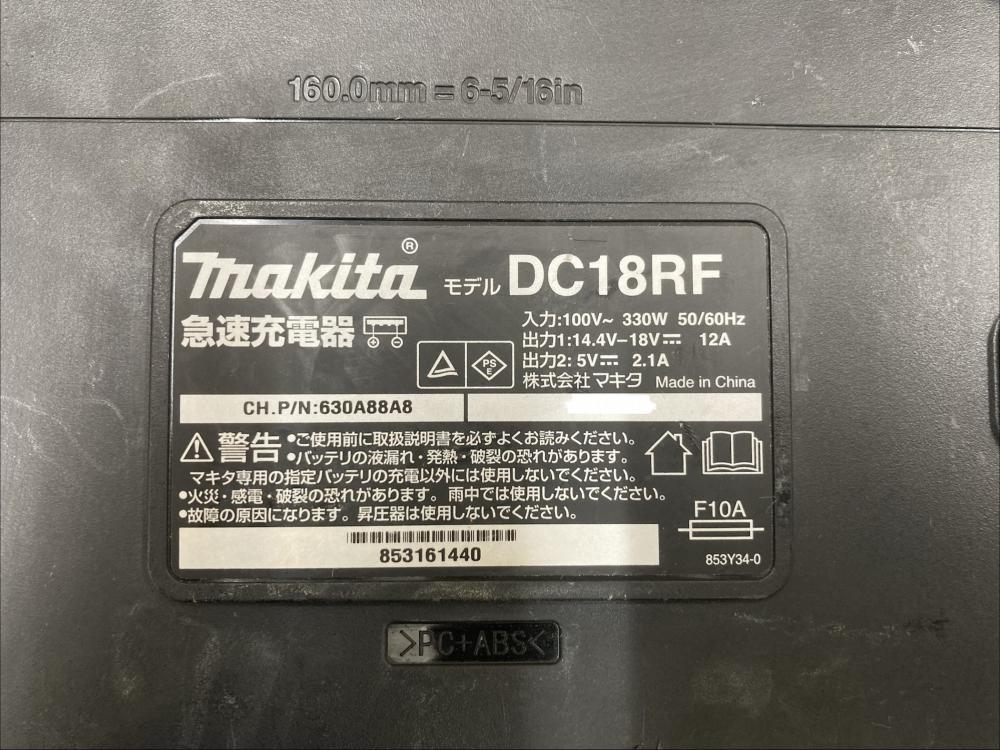 160.0mm = 6-5/16in
makita® モデル DC18RF
急速充電器
入力:100V~ 330W 50/60Hz
出力1:14.4V-18V⎓ 12A
出力2: 5V⎓ 2.1A
株式会社マキタ Made in China
PS
E
CH.P/N:630A88A8
警告 •ご使用前に取扱説明書を必ずよくお読みください。
•バッテリの液漏れ・発熱・破裂の恐れがあります。
マキタ専用の指定バッテリの充電以外には使用しないでください。
•火災・感電・破裂の恐れがあります。雨中では使用しないでください。
•故障の原因になります。昇圧器は使用しないでください。
F10A
853161440
853Y34-0
>PC+ABS<